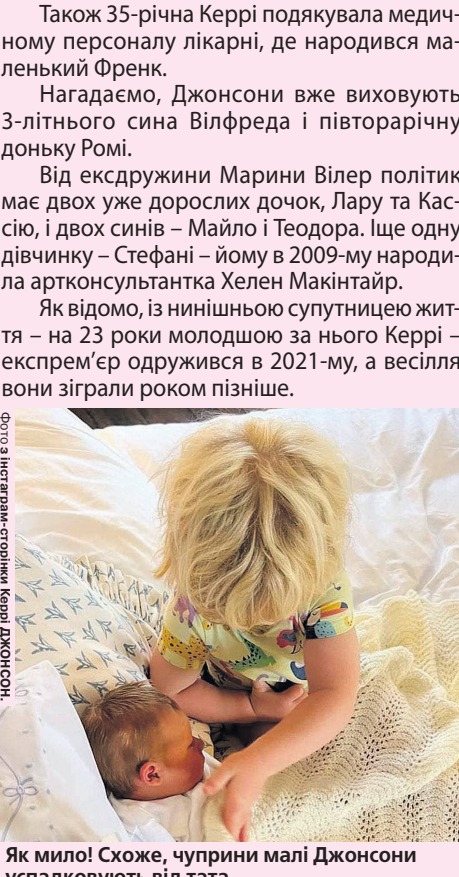 Також 35-річна Керрі подякувала медич-
ному персоналу лікарні, де народився ма-
ленький Френк.
Нагадаємо, Джонсони вже виховують
3-літнього сина Вілфреда і півторарічну
доньку Ромі.
Від ексдружини Марини Вілер політик
має двох уже дорослих дочок, Лару та Кас-
сію, і двох синів – Майло і Теодора. Іще одну
дівчинку – Стефані – йому в 2009-му народи-
ла артконсультантка Хелен Макінтайр.
Як відомо, із нинішньою супутницею жит-
тя – на 23 роки молодшою за нього Керрі –
експрем’єр одружився в 2021-му, а весілля
вони зіграли роком пізніше.
Фото з інстаграм-сторінки Керрі ДЖОНСОН.
Як мило! Схоже, чуприни малі Джонсони
успадковують від тата.